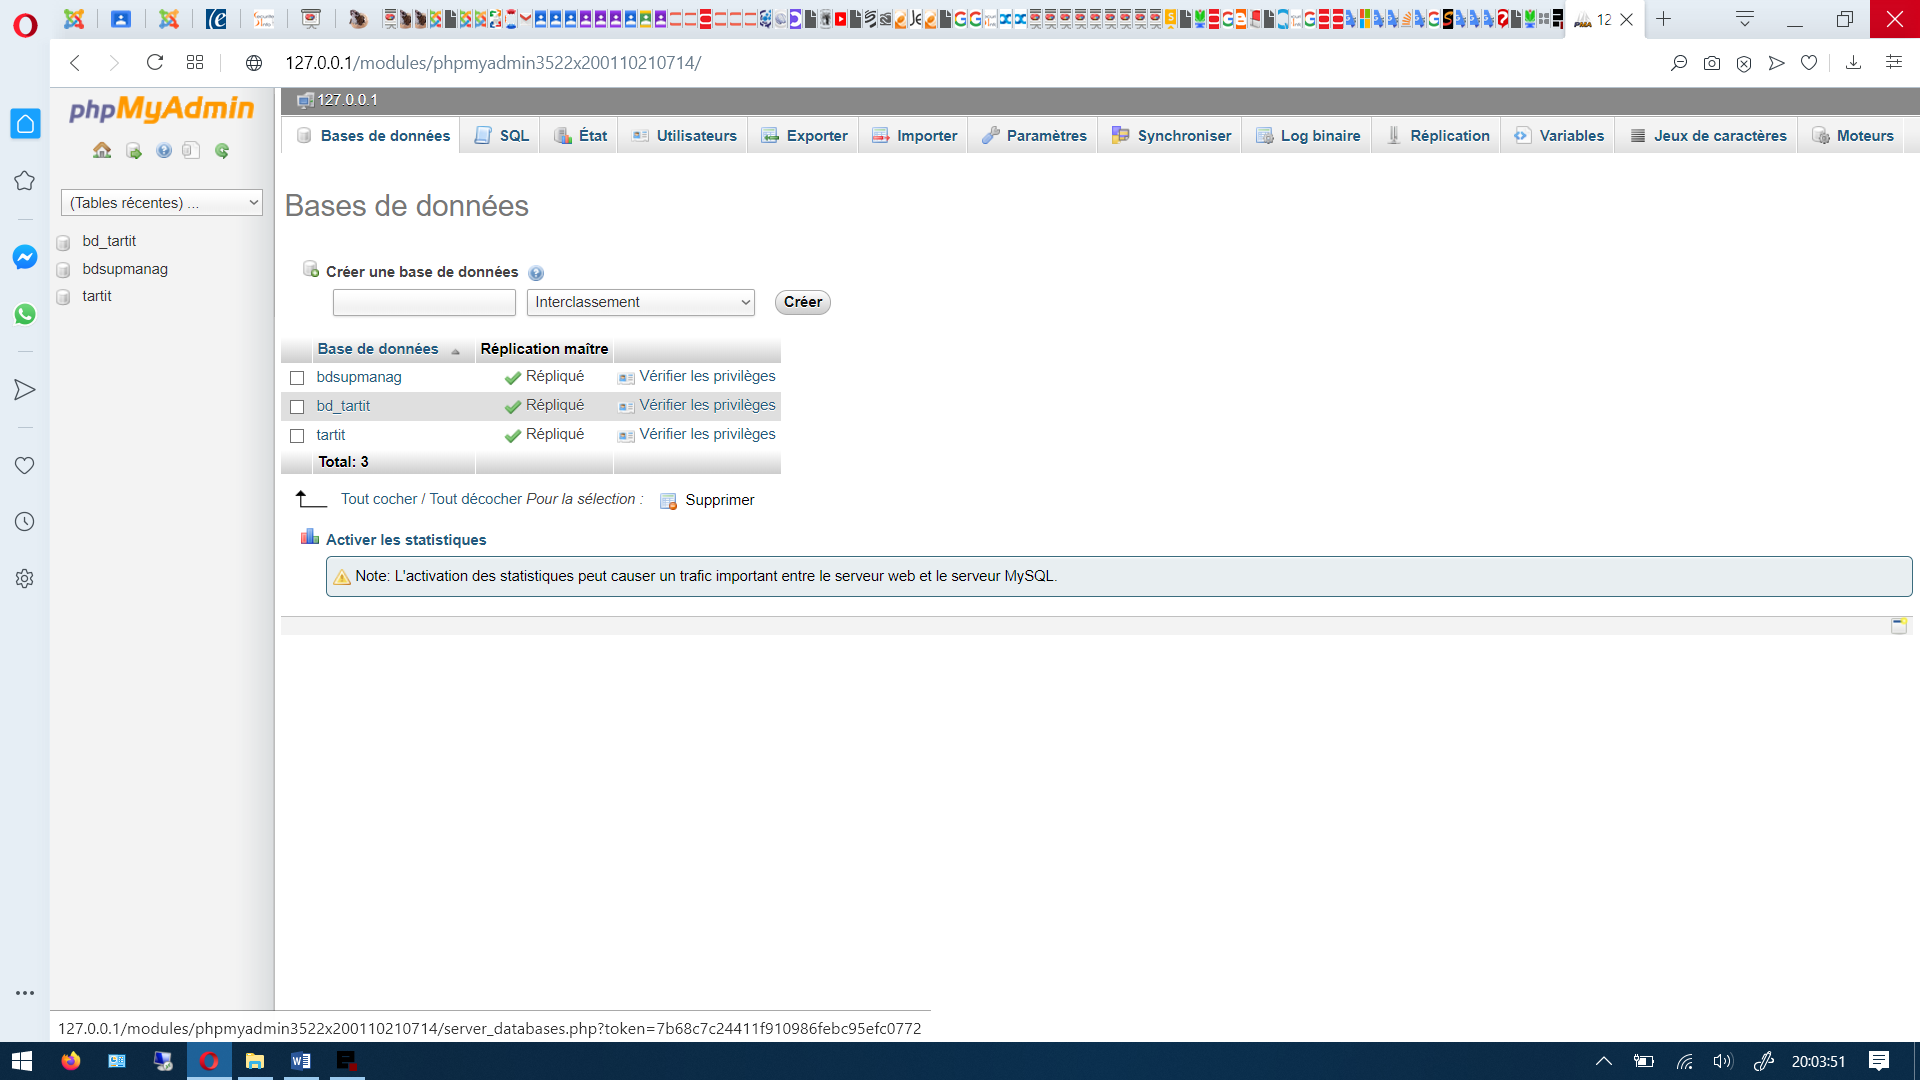 12
127.0.0.1/modules/phpmyadmin3522x200110210714/
phpMyAdmin
(Tables récentes) ...
bd_tartit
bdsupmanag
tartit
127.0.0.1
Bases de données
SQL
État
Utilisateurs
Exporter
Importer
Paramètres
Synchroniser
Log binaire
Réplication
Variables
Jeux de caractères
Moteurs
Bases de données
Créer une base de données
Interclassement
Créer
Base de données Réplication maître
bdsupmanag Répliqué Vérifier les privilèges
bd_tartit Répliqué Vérifier les privilèges
tartit Répliqué Vérifier les privilèges
Total: 3
Tout cocher / Tout décocher Pour la sélection : Supprimer
Activer les statistiques
Note: L'activation des statistiques peut causer un trafic important entre le serveur web et le serveur MySQL.
127.0.0.1/modules/phpmyadmin3522x200110210714/server_databases.php?token=7b68c7c24411f910986febc95efc0772
20:03:51